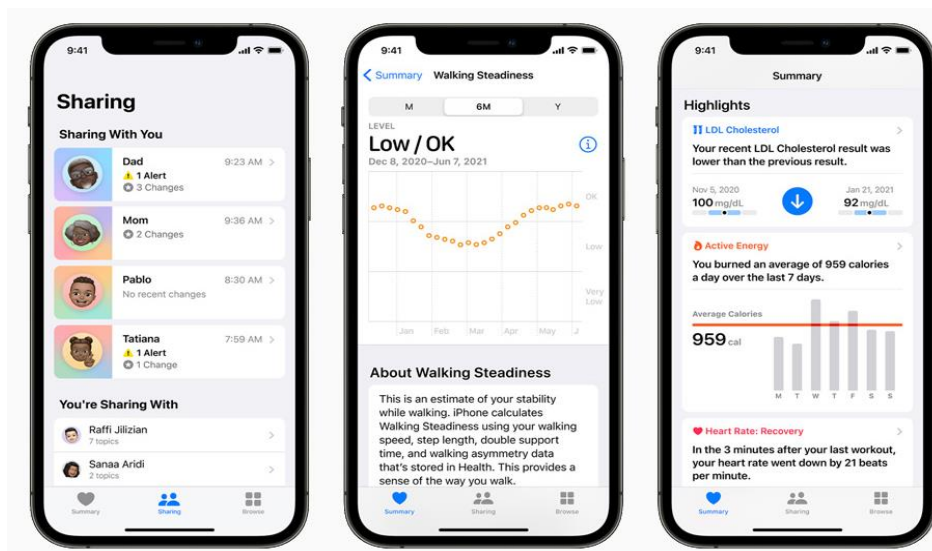 9:41
Sharing
Sharing With You
Dad
9:23 AM
1 Alert
3 Changes
Mom
9:36 AM
2 Changes
Pablo
8:30 AM
No recent changes
Tatiana
7:59 AM
1 Alert
1 Change
You're Sharing With
Raffi Jilizian
7 topics
Sanaa Aridi
2 topics
Summary
Sharing
Browse
9:41
Summary
Walking Steadiness
M
6M
Y
LEVEL
Low / OK
Dec 8, 2020–Jun 7, 2021
OK
Low
Very
Low
Jan
Feb
Mar
Apr
May
J
About Walking Steadiness
This is an estimate of your stability
while walking. iPhone calculates
Walking Steadiness using your walking
speed, step length, double support
time, and walking asymmetry data
that's stored in Health. This provides a
sense of the way you walk.
Summary
Sharing
Browse
9:41
Summary
Highlights
LDL Cholesterol
Your recent LDL Cholesterol result was
lower than the previous result.
Nov 5, 2020
100 mg/dL
Jan 21, 2021
92 mg/dL
Active Energy
You burned an average of 959 calories
a day over the last 7 days.
Average Calories
959 cal
M T W T F S S
Heart Rate: Recovery
In the 3 minutes after your last workout,
your heart rate went down by 21 beats
per minute.
Summary
Sharing
Browse